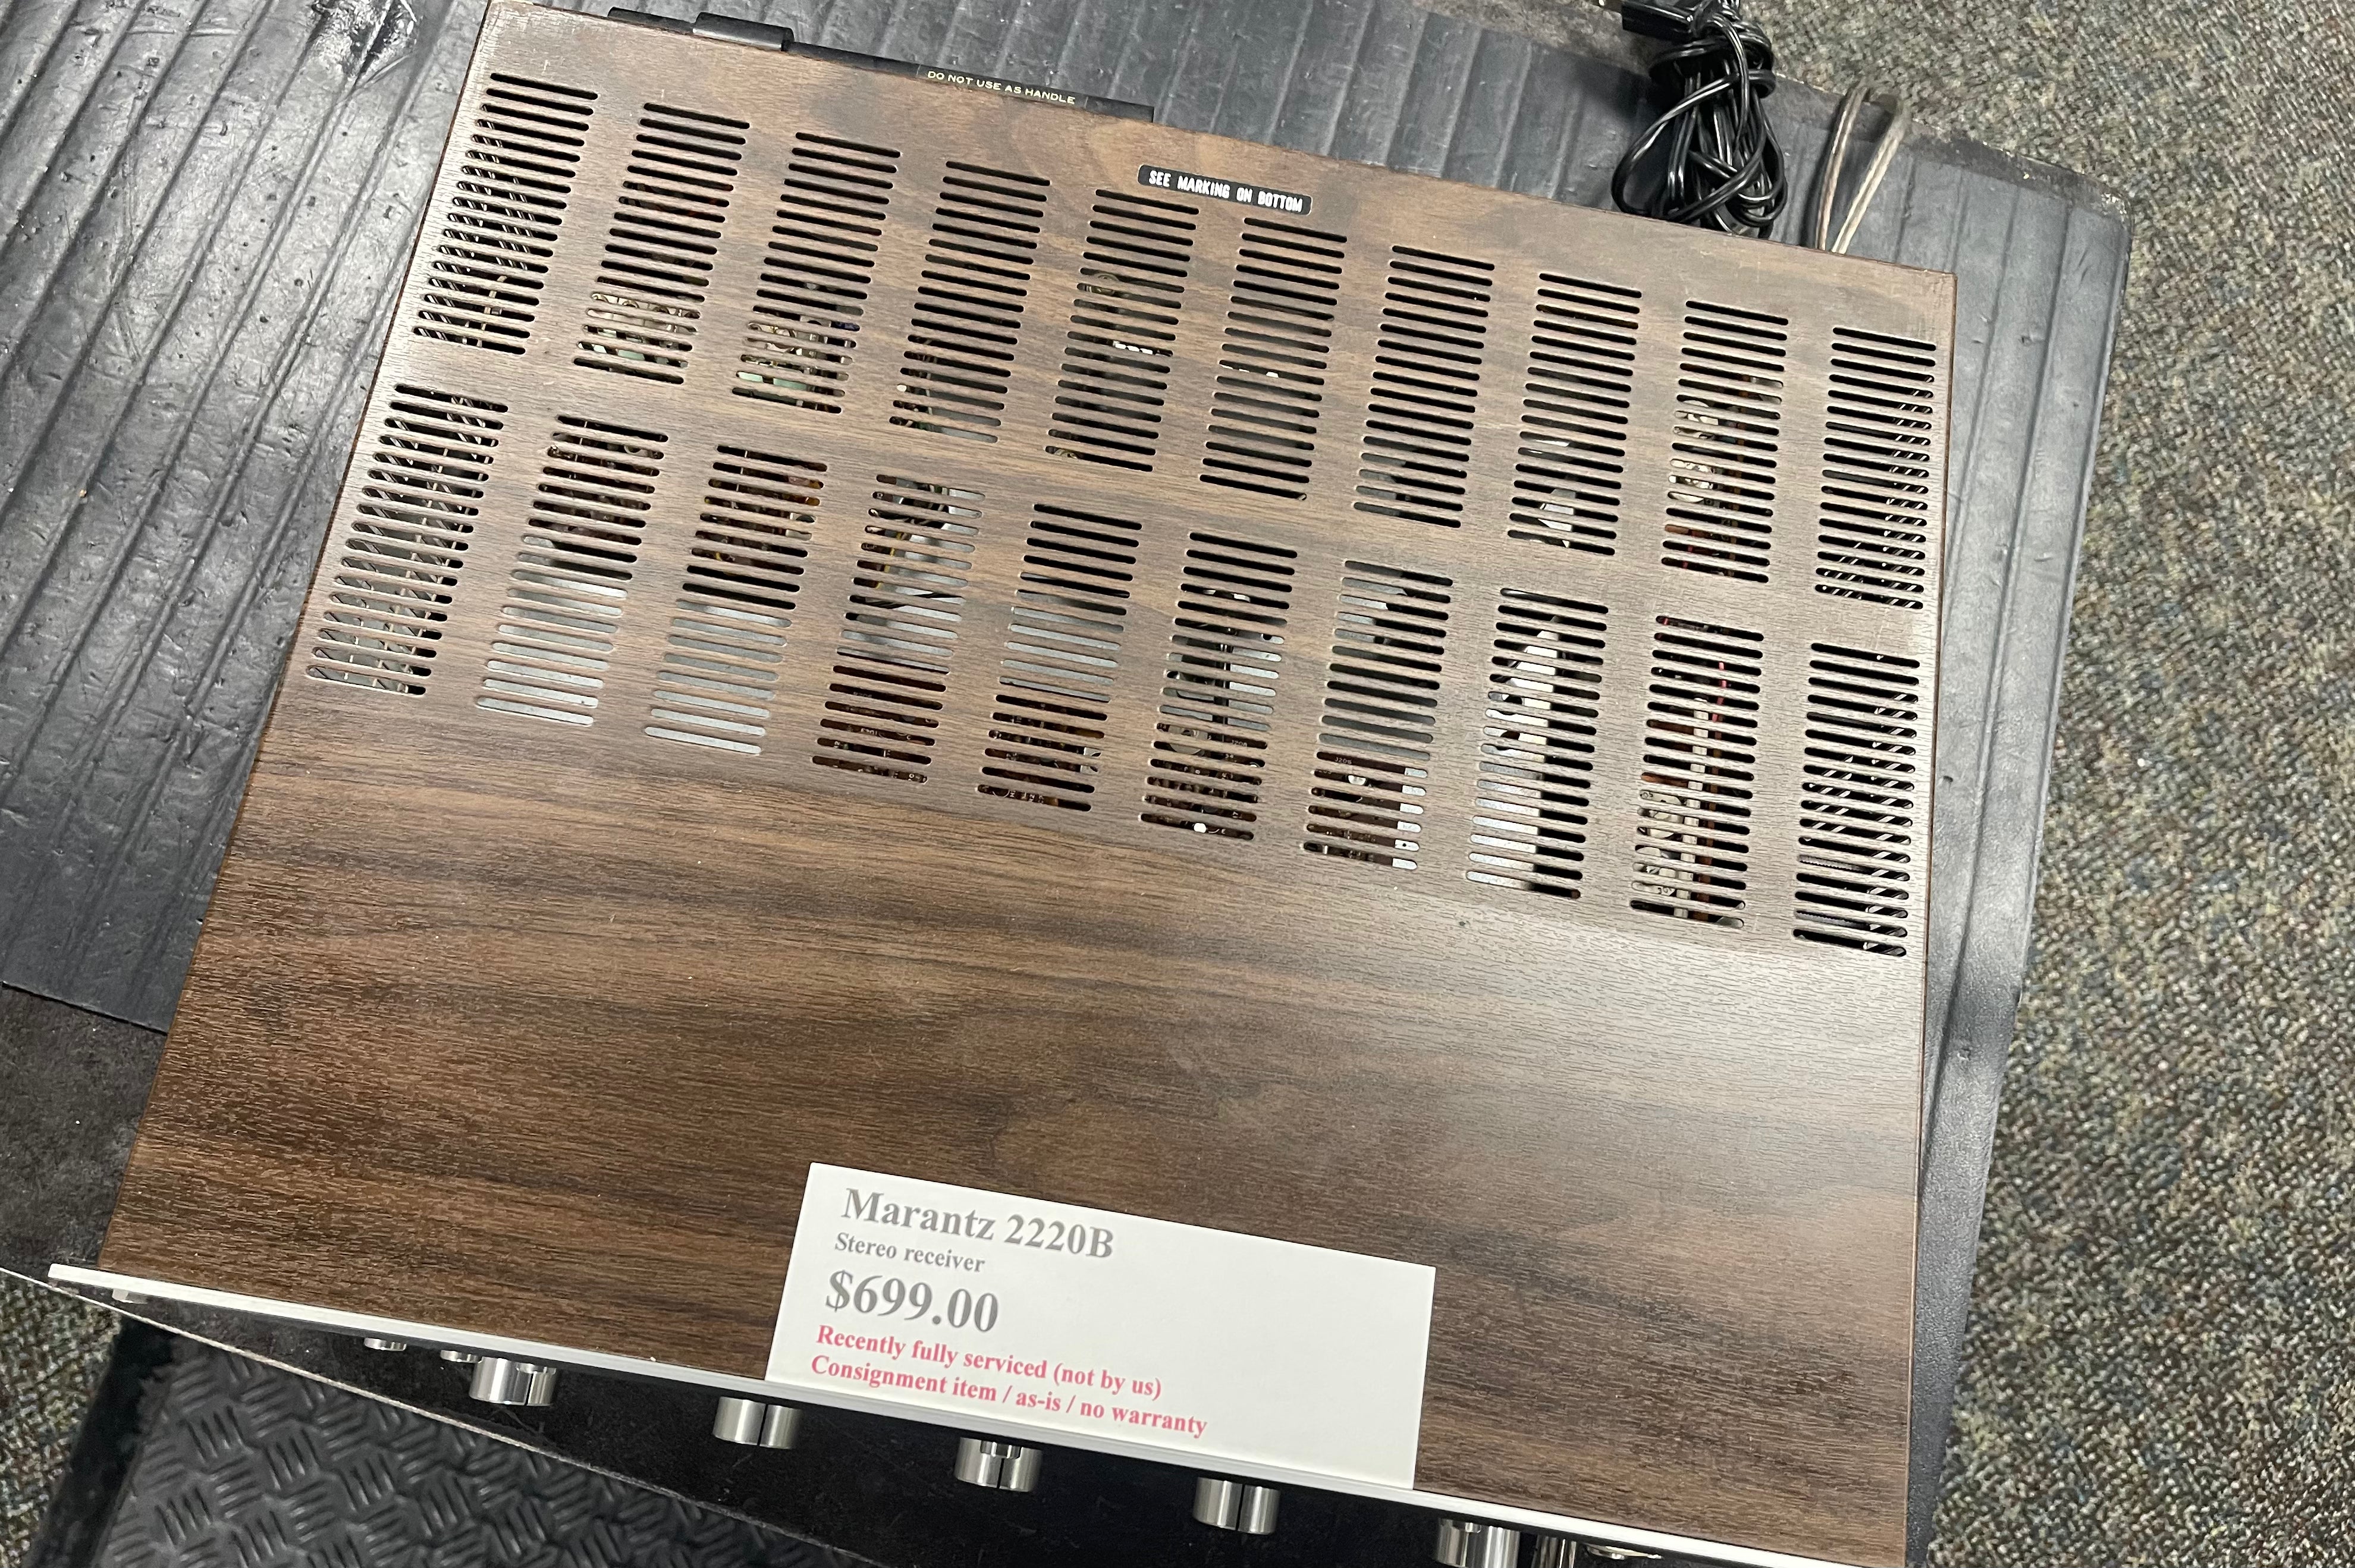 DO NOT USE AS HANDLE
SEE MARKING ON BOTTOM
Marantz 2220B
Stereo receiver
$699.00
Recently fully serviced (not by us)
Consignment item / as-is / no warranty